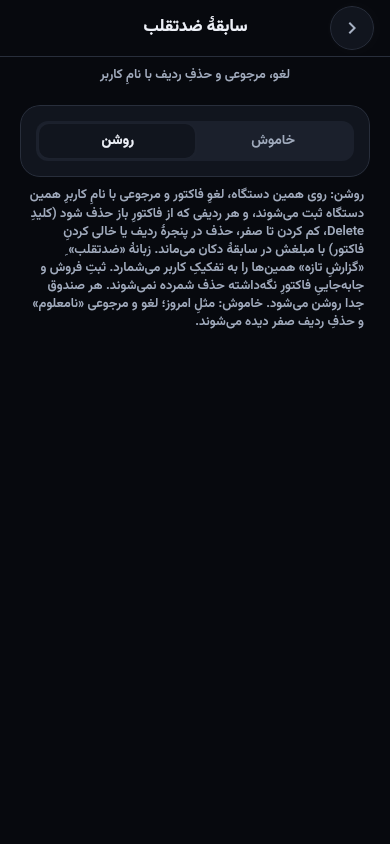 سابقهٔ ضدتقلب
لغو، مرجوعی و حذفِ ردیف با نامِ کاربر
خاموش
روشن
روشن: روی همین دستگاه، لغوِ فاکتور و مرجوعی با نامِ کاربرِ همین
دستگاه ثبت می‌شوند، و هر ردیفی که از فاکتورِ باز حذف شود (کلیدِ
Delete، کم کردن تا صفر، حذف در پنجرهٔ ردیف یا خالی کردنِ
فاکتور) با مبلغش در سابقهٔ دکان می‌ماند. زبانهٔ «ضدتقلب»ِ
«گزارشِ تازه» همین‌ها را به تفکیکِ کاربر می‌شمارد. ثبتِ فروش و
جابه‌جاییِ فاکتورِ نگه‌داشته حذف شمرده نمی‌شوند. هر صندوق
جدا روشن می‌شود. خاموش: مثلِ امروز؛ لغو و مرجوعی «نامعلوم»
و حذفِ ردیف صفر دیده می‌شوند.